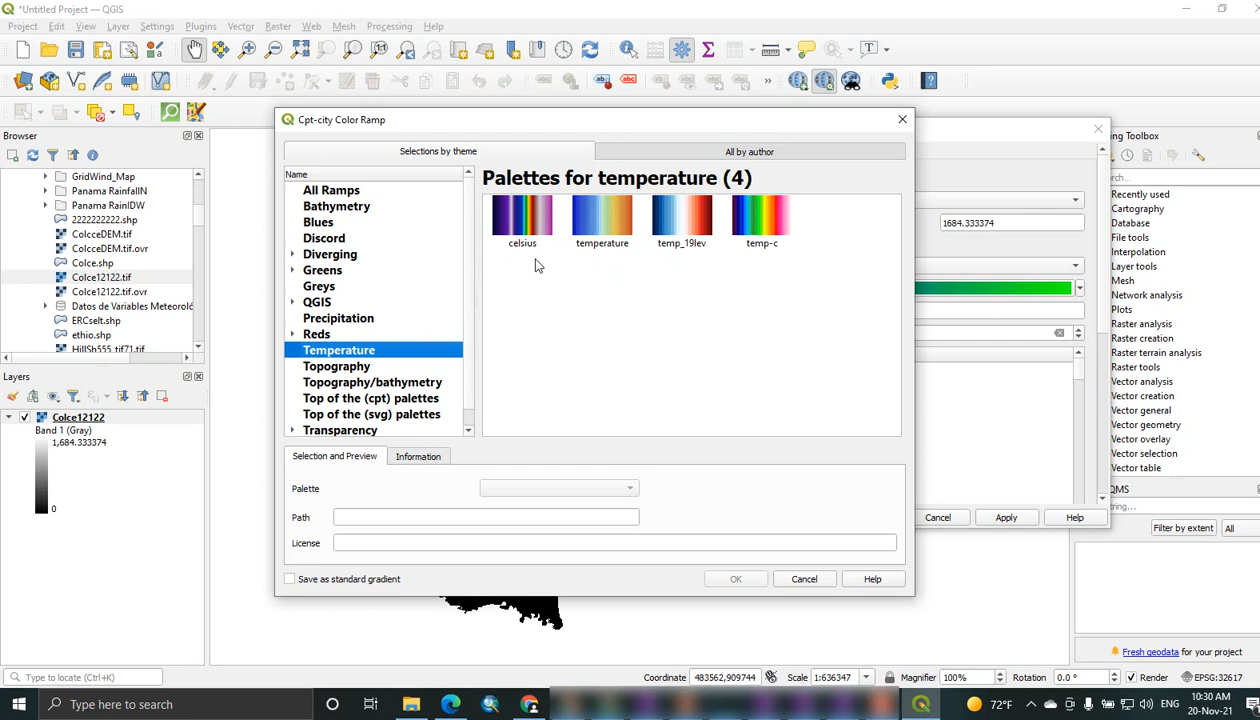 *Untitled Project — QGIS
Project Edit View Layer Settings Plugins Vector Raster Web Mesh Processing Help
Browser
GridWind_Map
Panama RainfallN
Panama RainIDW
2222222222.shp
ColcceDEM.tif
ColcceDEM.tif.ovr
Colce.shp
Colce12122.tif
Colce12122.tif.ovr
Datos de Variables Meteoroló
ERCselt.shp
ethio.shp
HillSh555_tif71.tif
Layers
Colce12122
Band 1 (Gray)
1,684.333374
0
Cpt-city Color Ramp
Selections by theme
All by author
Name
All Ramps
Bathymetry
Blues
Discord
Diverging
Greens
Greys
QGIS
Precipitation
Reds
Temperature
Topography
Topography/bathymetry
Top of the (cpt) palettes
Top of the (svg) palettes
Transparency
Palettes for temperature (4)
celsius
temperature
temp_19lev
temp-c
Selection and Preview
Information
Palette
Path
License
Save as standard gradient
OK
Cancel
Help
1684.333374
Cancel
Apply
Help
Toolbox
Recently used
Cartography
Database
File tools
Interpolation
Layer tools
Mesh
Network analysis
Plots
Raster analysis
Raster creation
Raster terrain analysis
Raster tools
Vector analysis
Vector creation
Vector general
Vector geometry
Vector overlay
Vector selection
Vector table
QMS
string...
Filter by extent
All
Fresh geodata for your project
Type to locate (Ctrl+K)
Coordinate 483562,909744
Scale 1:636347
Magnifier 100%
Rotation 0.0 °
Render
EPSG:32617
Type here to search
72°F
ENG
10:30 AM
20-Nov-21